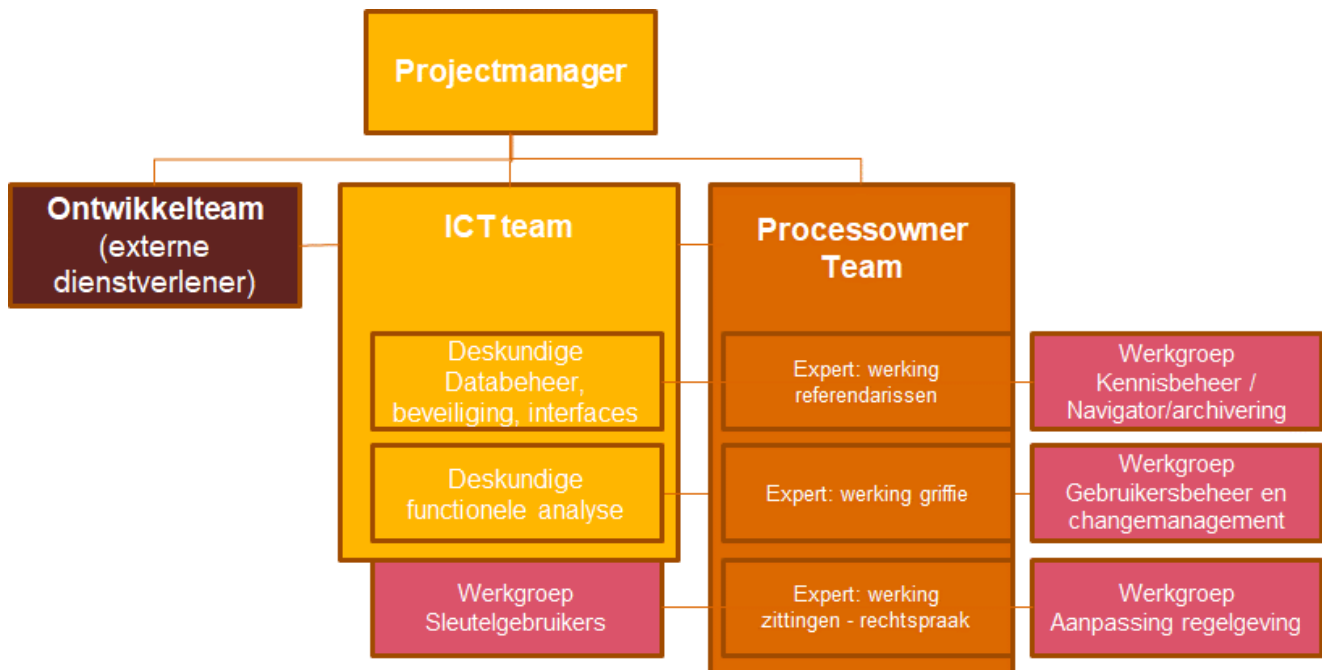 Projectmanager
Ontwikkelteam
(externe
dienstverlener)
ICT team
Processowner
Team
Deskundige
Databeheer,
beveiliging, interfaces
Expert: werking
referendarissen
Werkgroep
Kennisbeheer /
Navigator/archivering
Deskundige
functionele analyse
Expert: werking griffie
Werkgroep
Gebruikersbeheer en
changemanagement
Werkgroep
Sleutelgebruikers
Expert: werking
zittingen - rechtspraak
Werkgroep
Aanpassing regelgeving